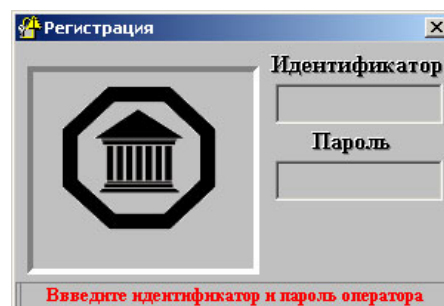 Регистрация
Идентификатор
Пароль
Ввведите идентификатор и пароль оператора